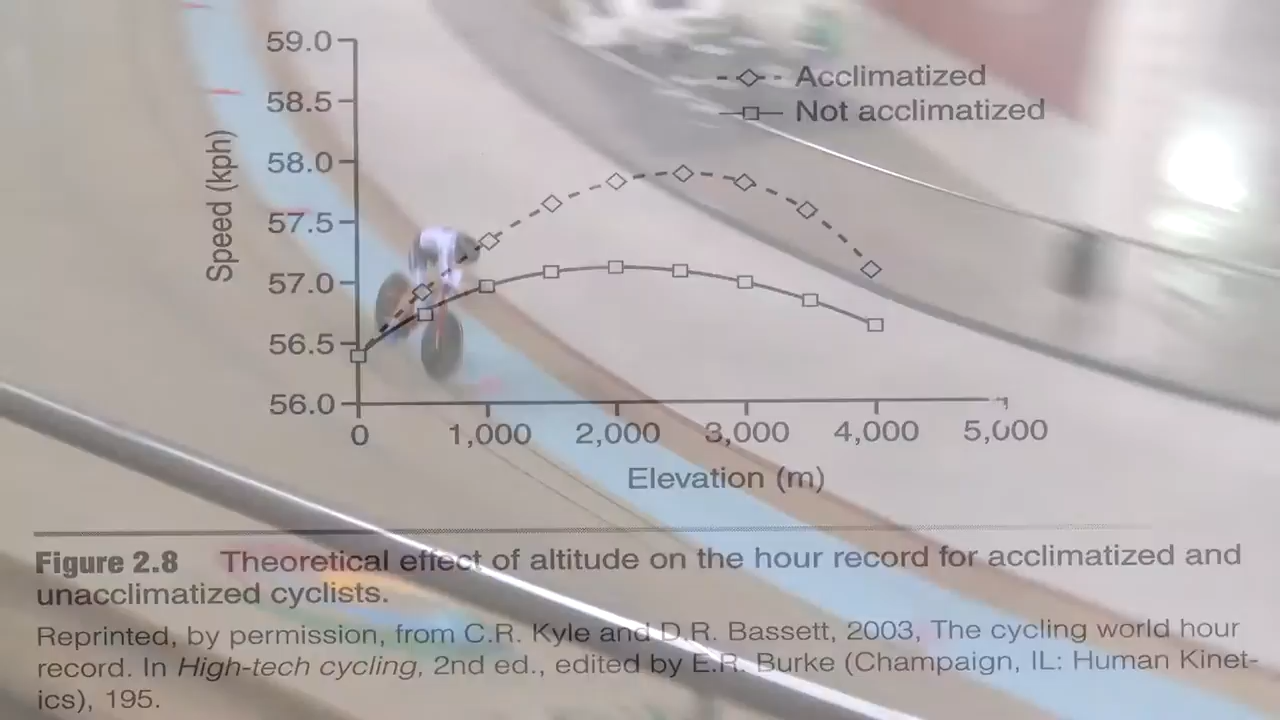 59.0
58.5
58.0
57.5
57.0
56.5
56.0
Speed (kph)
Acclimatized
Not acclimatized
0 1,000 2,000 3,000 4,000 5,000
Elevation (m)
Figure 2.8 Theoretical effect of altitude on the hour record for acclimatized and
unacclimatized cyclists.
Reprinted, by permission, from C.R. Kyle and D.R. Bassett, 2003, The cycling world hour
record. In High-tech cycling, 2nd ed., edited by E.R. Burke (Champaign, IL: Human Kinet-
ics), 195.